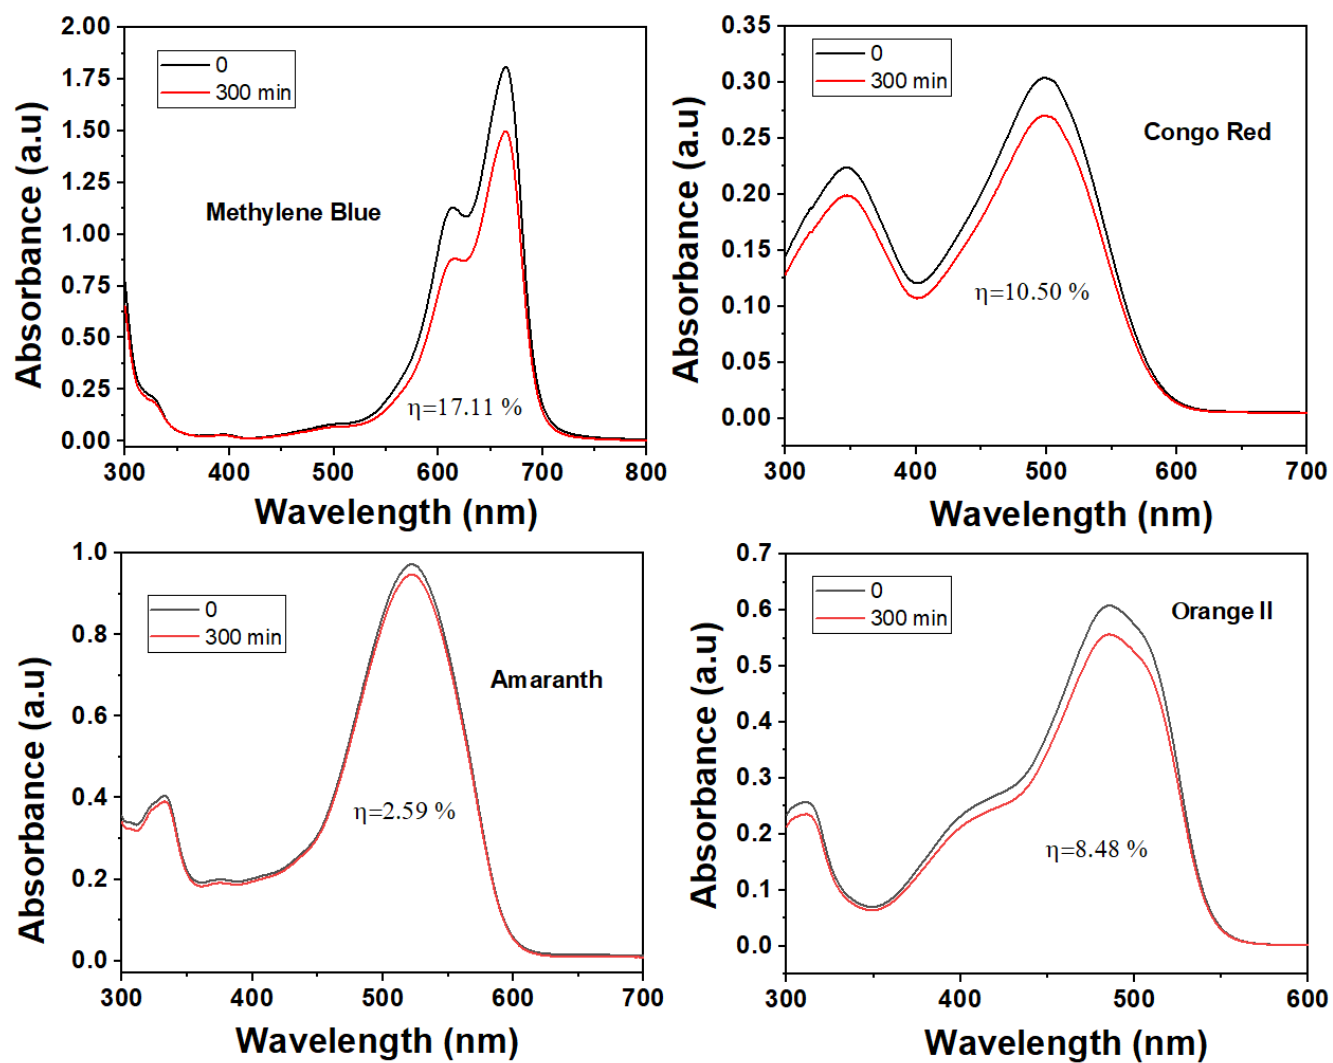 2.00
1.75
1.50
1.25
1.00
0.75
0.50
0.25
0.00
Absorbance (a.u)
0
300 min
Methylene Blue
η=17.11 %
300 400 500 600 700 800
Wavelength (nm)
0.35
0.30
0.25
0.20
0.15
0.10
0.05
0.00
Absorbance (a.u)
0
300 min
Congo Red
η=10.50 %
300 400 500 600 700
Wavelength (nm)
1.0
0.8
0.6
0.4
0.2
0.0
Absorbance (a.u)
0
300 min
Amaranth
η=2.59 %
300 400 500 600 700
Wavelength (nm)
0.7
0.6
0.5
0.4
0.3
0.2
0.1
0.0
Absorbance (a.u)
0
300 min
Orange II
η=8.48 %
300 400 500 600
Wavelength (nm)